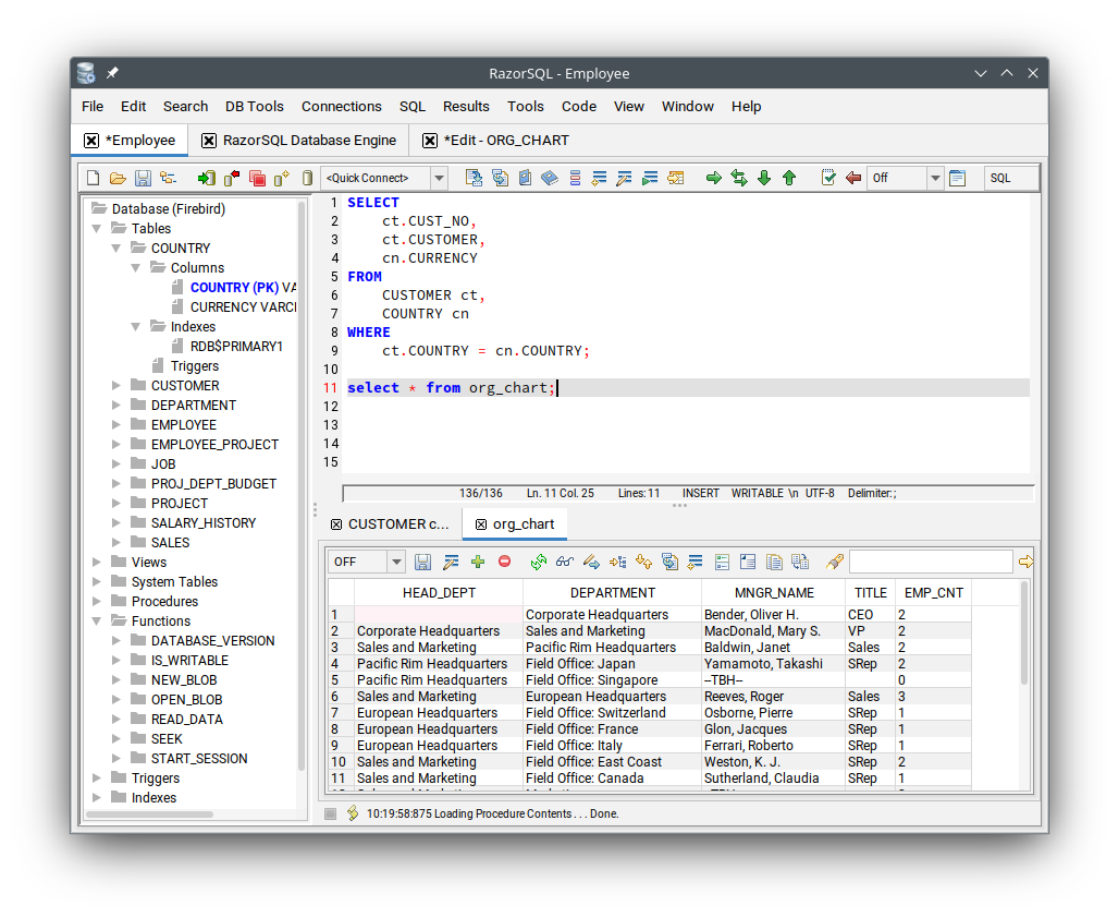 RazorSQL - Employee
File Edit Search DB Tools Connections SQL Results Tools Code View Window Help
*Employee RazorSQL Database Engine *Edit - ORG_CHART
<Quick Connect> Off SQL
Database (Firebird)
Tables
COUNTRY
Columns
COUNTRY (PK) VA
CURRENCY VARCI
Indexes
RDB$PRIMARY1
Triggers
CUSTOMER
DEPARTMENT
EMPLOYEE
EMPLOYEE_PROJECT
JOB
PROJ_DEPT_BUDGET
PROJECT
SALARY_HISTORY
SALES
Views
System Tables
Procedures
Functions
DATABASE_VERSION
IS_WRITABLE
NEW_BLOB
OPEN_BLOB
READ_DATA
SEEK
START_SESSION
Triggers
Indexes
1 SELECT
2 ct.CUST_NO,
3 ct.CUSTOMER,
4 cn.CURRENCY
5 FROM
6 CUSTOMER ct,
7 COUNTRY cn
8 WHERE
9 ct.COUNTRY = cn.COUNTRY;
10
11 select * from org_chart;
12
13
14
15
136/136 Ln. 11 Col. 25 Lines: 11 INSERT WRITABLE \n UTF-8 Delimiter: ;
CUSTOMER c... org_chart
OFF
HEAD_DEPT DEPARTMENT MNGR_NAME TITLE EMP_CNT
1 Corporate Headquarters Bender, Oliver H. CEO 2
2 Corporate Headquarters Sales and Marketing MacDonald, Mary S. VP 2
3 Sales and Marketing Pacific Rim Headquarters Baldwin, Janet Sales 2
4 Pacific Rim Headquarters Field Office: Japan Yamamoto, Takashi SRep 2
5 Pacific Rim Headquarters Field Office: Singapore --TBH-- 0
6 Sales and Marketing European Headquarters Reeves, Roger Sales 3
7 European Headquarters Field Office: Switzerland Osborne, Pierre SRep 1
8 European Headquarters Field Office: France Glon, Jacques SRep 1
9 European Headquarters Field Office: Italy Ferrari, Roberto SRep 1
10 Sales and Marketing Field Office: East Coast Weston, K. J. SRep 2
11 Sales and Marketing Field Office: Canada Sutherland, Claudia SRep 1
10:19:58:875 Loading Procedure Contents . . . Done.